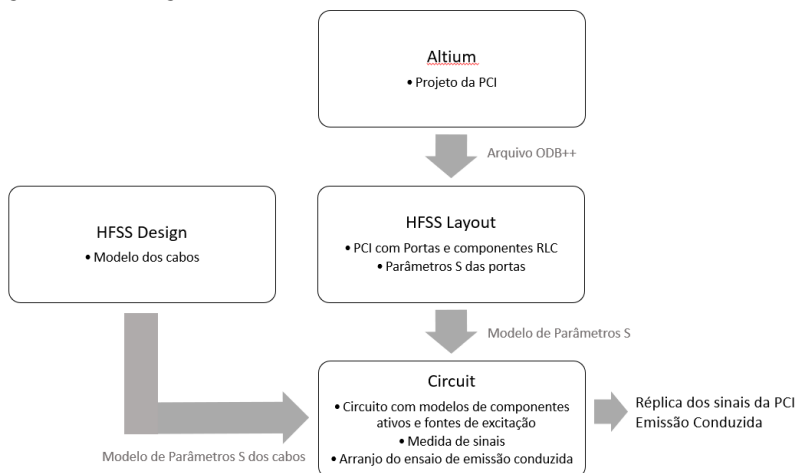 Altium
• Projeto da PCI
Arquivo ODB++
HFSS Design
• Modelo dos cabos
HFSS Layout
• PCI com Portas e componentes RLC
• Parâmetros S das portas
Modelo de Parâmetros S
Circuit
• Circuito com modelos de componentes
ativos e fontes de excitação
• Medida de sinais
• Arranjo do ensaio de emissão conduzida
Réplica dos sinais da PCI
Emissão Conduzida
Modelo de Parâmetros S dos cabos